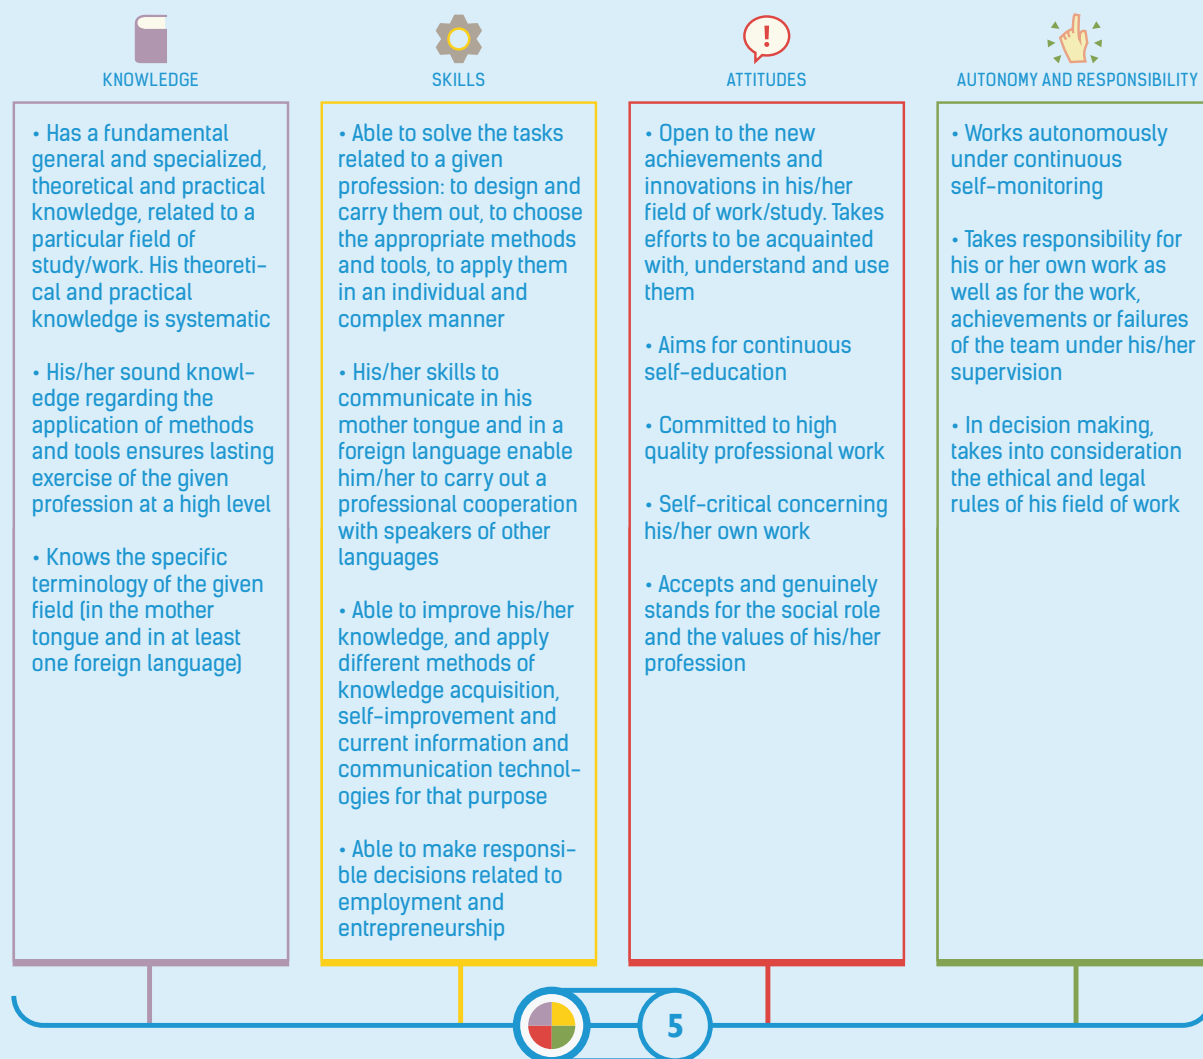 KNOWLEDGE
• Has a fundamental
general and specialized,
theoretical and practical
knowledge, related to a
particular field of
study/work. His theoreti-
cal and practical
knowledge is systematic
• His/her sound knowl-
edge regarding the
application of methods
and tools ensures lasting
exercise of the given
profession at a high level
• Knows the specific
terminology of the given
field (in the mother
tongue and in at least
one foreign language)
SKILLS
• Able to solve the tasks
related to a given
profession: to design and
carry them out, to choose
the appropriate methods
and tools, to apply them
in an individual and
complex manner
• His/her skills to
communicate in his
mother tongue and in a
foreign language enable
him/her to carry out a
professional cooperation
with speakers of other
languages
• Able to improve his/her
knowledge, and apply
different methods of
knowledge acquisition,
self-improvement and
current information and
communication technol-
ogies for that purpose
• Able to make responsi-
ble decisions related to
employment and
entrepreneurship
!
ATTITUDES
• Open to the new
achievements and
innovations in his/her
field of work/study. Takes
efforts to be acquainted
with, understand and use
them
• Aims for continuous
self-education
• Committed to high
quality professional work
• Self-critical concerning
his/her own work
• Accepts and genuinely
stands for the social role
and the values of his/her
profession
AUTONOMY AND RESPONSIBILITY
• Works autonomously
under continuous
self-monitoring
• Takes responsibility for
his or her own work as
well as for the work,
achievements or failures
of the team under his/her
supervision
• In decision making,
takes into consideration
the ethical and legal
rules of his field of work
5